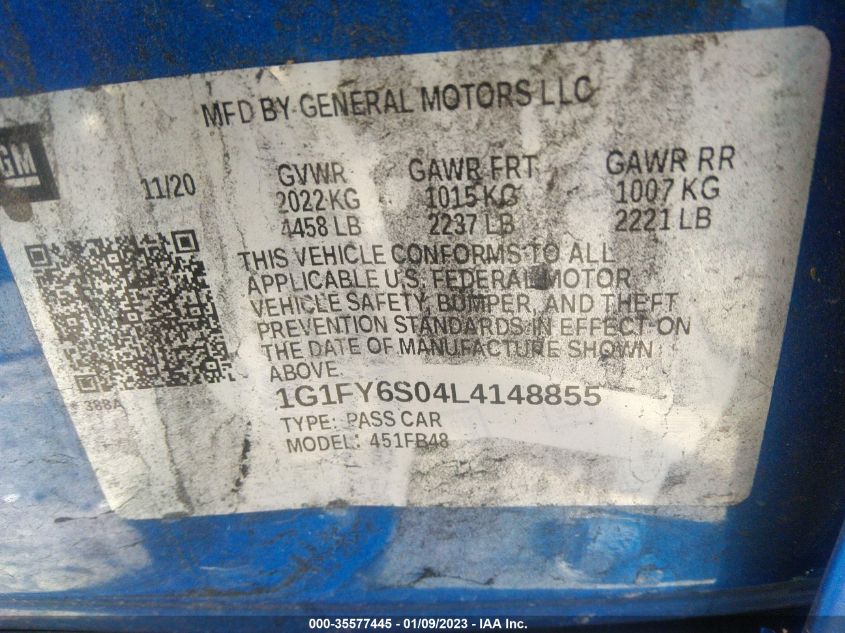 MFD BY GENERAL MOTORS LLC
GM
11/20
GVWR GAWR FRT GAWR RR
2022 KG 1015 KG 1007 KG
4458 LB 2237 LB 2221 LB
THIS VEHICLE CONFORMS TO ALL
APPLICABLE U.S. FEDERAL MOTOR
VEHICLE SAFETY, BUMPER, AND THEFT
PREVENTION STANDARDS IN EFFECT ON
THE DATE OF MANUFACTURE SHOWN
ABOVE.
388A
1G1FY6S04L4148855
TYPE: PASS CAR
MODEL: 451FB48
000-35577445 - 01/09/2023 - IAA Inc.